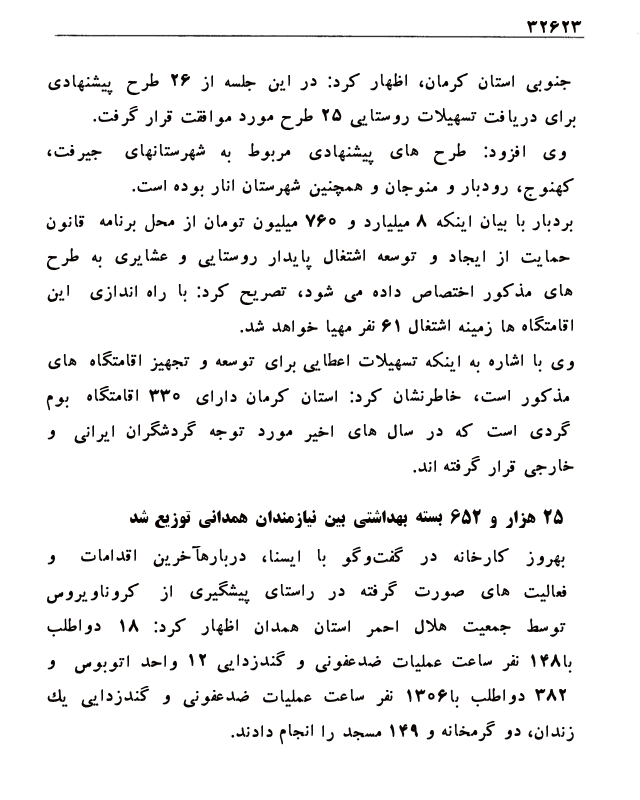 ۳۲۶۲۳
جنوبی استان کرمان، اظهار کرد: در این جلسه از ۲۶ طرح پیشنهادی
برای دریافت تسهیلات روستایی ۲۵ طرح مورد موافقت قرار گرفت.
وی افزود: طرح های پیشنهادی مربوط به شهرستانهای جیرفت،
کهنوج، رودبار و منوجان و همچنین شهرستان انار بوده است.
بردبار با بیان اینکه ۸ میلیارد و ۷۶۰ میلیون تومان از محل برنامه قانون
حمایت از ایجاد و توسعه اشتغال پایدار روستایی و عشایری به طرح
های مذکور اختصاص داده می شود، تصریح کرد: با راه اندازی این
اقامتگاه ها زمینه اشتغال ۶۱ نفر مهیا خواهد شد.
وی با اشاره به اینکه تسهیلات اعطایی برای توسعه و تجهیز اقامتگاه های
مذکور است، خاطرنشان کرد: استان کرمان دارای ۳۳۰ اقامتگاه بوم
گردی است که در سال های اخیر مورد توجه گردشگران ایرانی و
خارجی قرار گرفته اند.
۲۵ هزار و ۶۵۲ بسته بهداشتی بین نیازمندان همدانی توزیع شد
بهروز کارخانه در گفت‌وگو با ایسنا، دربارهآخرین اقدامات و
فعالیت های صورت گرفته در راستای پیشگیری از کروناویروس
توسط جمعیت هلال احمر استان همدان اظهار کرد: ۱۸ دواطلب
با۱۴۸ نفر ساعت عملیات ضدعفونی و گندزدایی ۱۲ واحد اتوبوس و
۳۸۲ دواطلب با۱۳۰۶ نفر ساعت عملیات ضدعفونی و گندزدایی یك
زندان، دو گرمخانه و ۱۴۹ مسجد را انجام دادند.